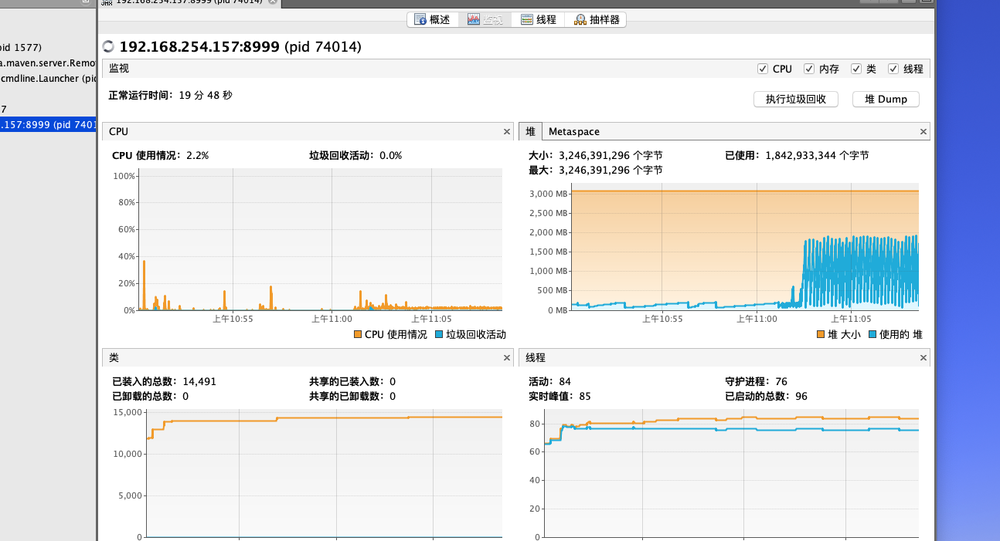 192.168.254.157:8999 (pid 74014)
概述 监视 线程 抽样器
pid 1577)
a.maven.server.Remo
cmdline.Launcher (pid
7
.157:8999 (pid 7401
192.168.254.157:8999 (pid 74014)
监视 CPU 内存 类 线程
正常运行时间：19 分 48 秒
执行垃圾回收 堆 Dump
CPU
CPU 使用情况：2.2% 垃圾回收活动：0.0%
100%
80%
60%
40%
20%
0%
上午10:55 上午11:00 上午11:05
CPU 使用情况 垃圾回收活动
堆 Metaspace
大小：3,246,391,296 个字节 已使用：1,842,933,344 个字节
最大：3,246,391,296 个字节
3,000 MB
2,500 MB
2,000 MB
1,500 MB
1,000 MB
500 MB
0 MB
上午10:55 上午11:00 上午11:05
堆 大小 使用的 堆
类
已装入的总数：14,491 共享的已装入数：0
已卸载的总数：0 共享的已卸载数：0
15,000
10,000
5,000
0
线程
活动：84 守护进程：76
实时峰值：85 已启动的总数：96
80
60
40
20
0